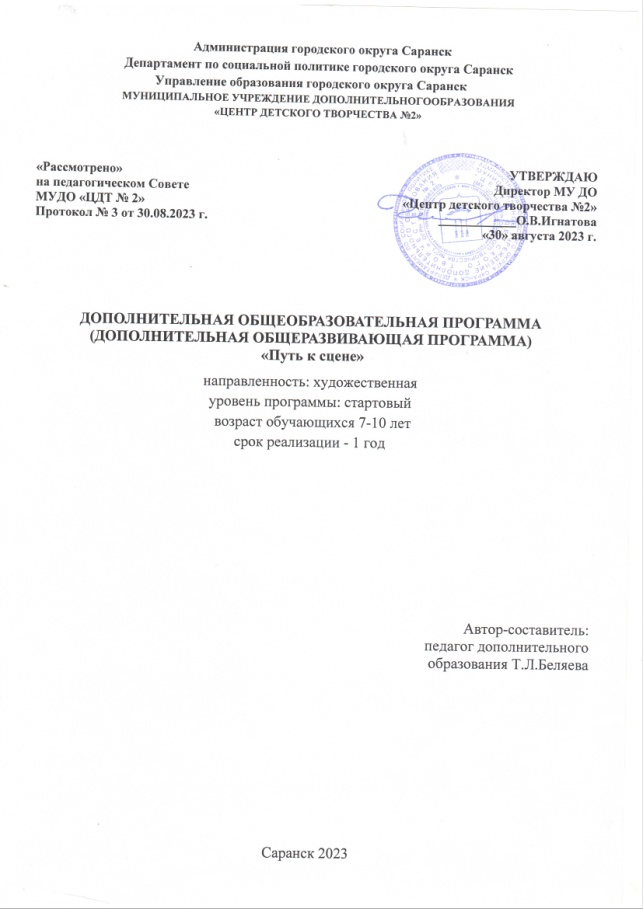 Администрация городского округа Саранск
Департамент по социальной политике городского округа Саранск
Управление образования городского округа Саранск
МУНИЦИПАЛЬНОЕ УЧРЕЖДЕНИЕ ДОПОЛНИТЕЛЬНОГООБРАЗОВАНИЯ
«ЦЕНТР ДЕТСКОГО ТВОРЧЕСТВА №2»
«Рассмотрено»
на педагогическом Совете
МУДО «ЦДТ № 2»
Протокол № 3 от 30.08.2023 г.
УТВЕРЖДАЮ
Директор МУ ДО
«Центр детского творчества №2»
____________О.В.Игнатова
«30» августа 2023 г.
ДОПОЛНИТЕЛЬНАЯ ОБЩЕОБРАЗОВАТЕЛЬНАЯ ПРОГРАММА
(ДОПОЛНИТЕЛЬНАЯ ОБЩЕРАЗВИВАЮЩАЯ ПРОГРАММА)
«Путь к сцене»
направленность: художественная
уровень программы: стартовый
возраст обучающихся 7-10 лет
срок реализации - 1 год
Автор-составитель:
педагог дополнительного
образования Т.Л.Беляева
Саранск 2023